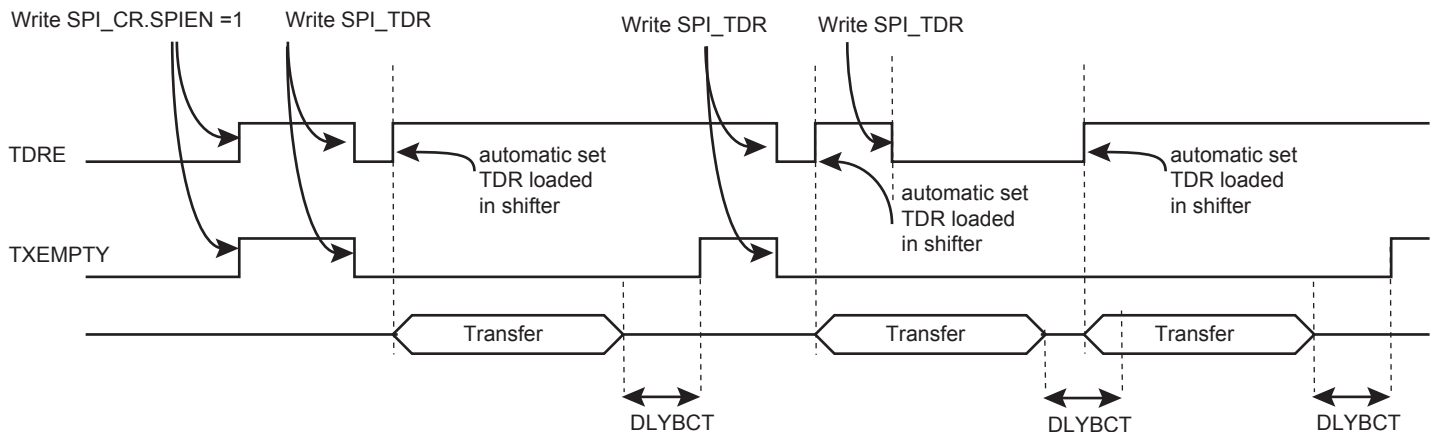 Write SPI_CR.SPIEN =1
Write SPI_TDR
Write SPI_TDR
Write SPI_TDR
TDRE
automatic set
TDR loaded
in shifter
automatic set
TDR loaded
in shifter
automatic set
TDR loaded
in shifter
TXEMPTY
Transfer
Transfer
Transfer
DLYBCT
DLYBCT
DLYBCT